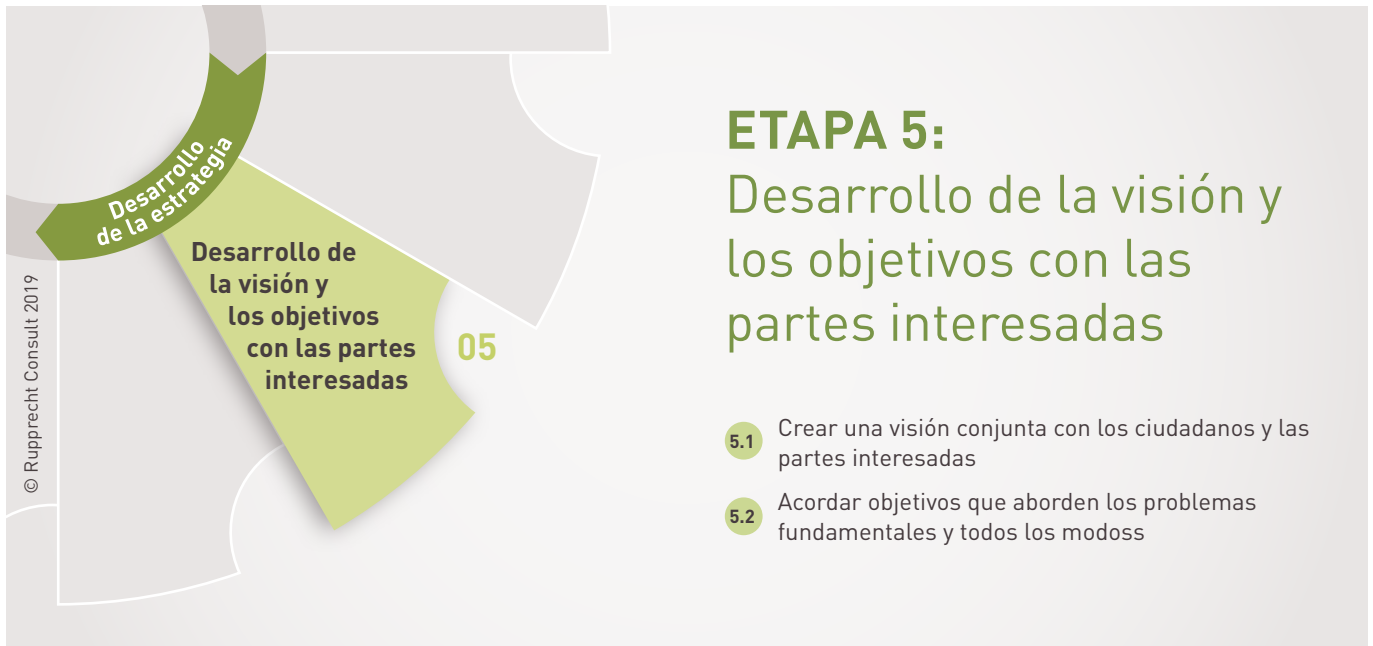 Desarrollo
de la estrategia
Desarrollo de
la visión y
los objetivos
con las partes
interesadas
05
© Rupprecht Consult 2019
ETAPA 5:
Desarrollo de la visión y
los objetivos con las
partes interesadas
5.1 Crear una visión conjunta con los ciudadanos y las
partes interesadas
5.2 Acordar objetivos que aborden los problemas
fundamentales y todos los modoss